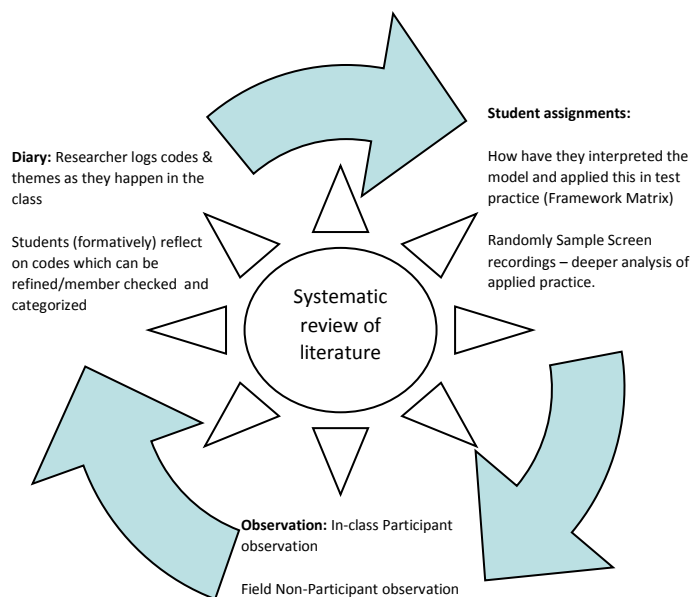 Diary: Researcher logs codes &
themes as they happen in the
class
Students (formatively) reflect
on codes which can be
refined/member checked and
categorized
Student assignments:
How have they interpreted the
model and applied this in test
practice (Framework Matrix)
Randomly Sample Screen
recordings – deeper analysis of
applied practice.
Systematic
review of
literature
Observation: In-class Participant
observation
Field Non-Participant observation